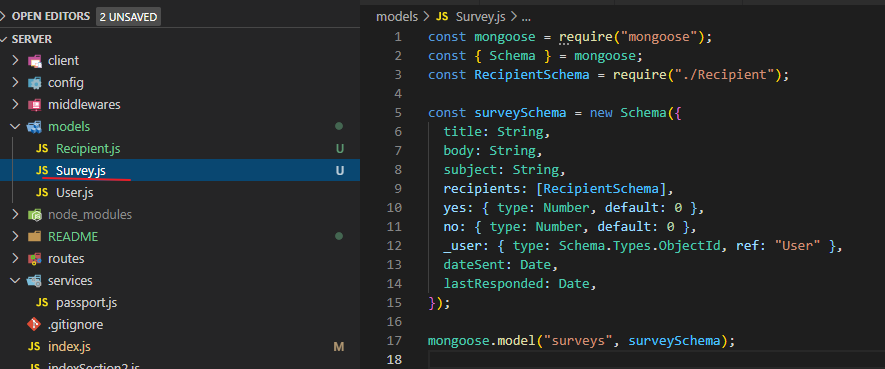 OPEN EDITORS 2 UNSAVED
SERVER
client
config
middlewares
models
JS Recipient.js U
JS Survey.js U
JS User.js
node_modules
README
routes
services
JS passport.js
.gitignore
JS index.js M
JS indexSection2.js
models > JS Survey.js > ...
1 const mongoose = require("mongoose");
2 const { Schema } = mongoose;
3 const RecipientSchema = require("./Recipient");
4
5 const surveySchema = new Schema({
6 title: String,
7 body: String,
8 subject: String,
9 recipients: [RecipientSchema],
10 yes: { type: Number, default: 0 },
11 no: { type: Number, default: 0 },
12 _user: { type: Schema.Types.ObjectId, ref: "User" },
13 dateSent: Date,
14 lastResponded: Date,
15 });
16
17 mongoose.model("surveys", surveySchema);
18